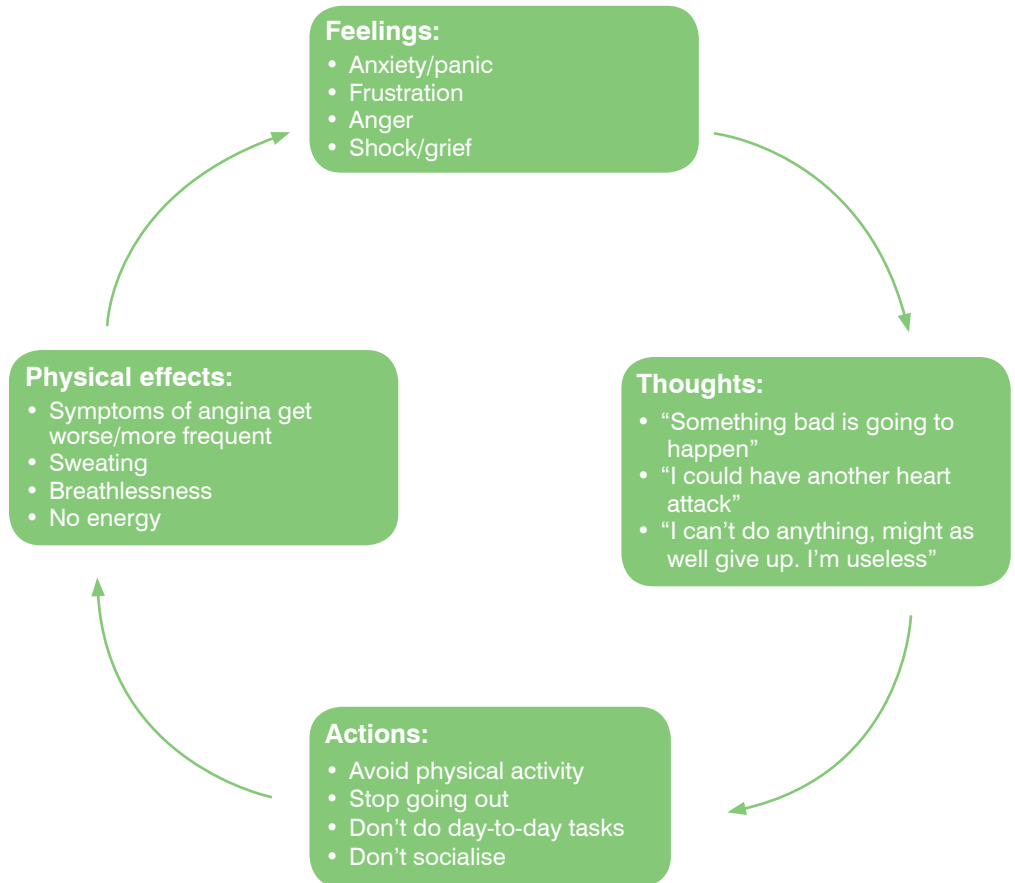 Feelings:
• Anxiety/panic
• Frustration
• Anger
• Shock/grief
Thoughts:
• “Something bad is going to
happen”
• “I could have another heart
attack”
• “I can’t do anything, might as
well give up. I’m useless”
Actions:
• Avoid physical activity
• Stop going out
• Don’t do day-to-day tasks
• Don’t socialise
Physical effects:
• Symptoms of angina get
worse/more frequent
• Sweating
• Breathlessness
• No energy